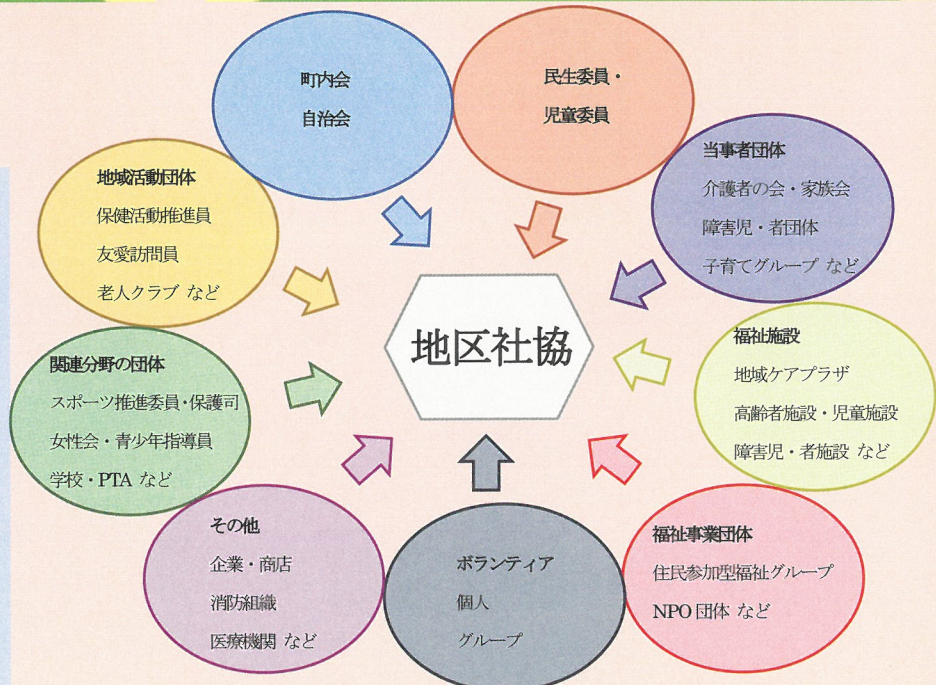 町内会
自治会
民生委員・
児童委員
当事者団体
介護者の会・家族会
障害児・者団体
子育てグループ など
福祉施設
地域ケアプラザ
高齢者施設・児童施設
障害児・者施設 など
福祉事業団体
住民参加型福祉グループ
NPO 団体 など
ボランティア
個人
グループ
その他
企業・商店
消防組織
医療機関 など
関連分野の団体
スポーツ推進委員・保護司
女性会・青少年指導員
学校・PTA など
地域活動団体
保健活動推進員
友愛訪問員
老人クラブ など
地区社協